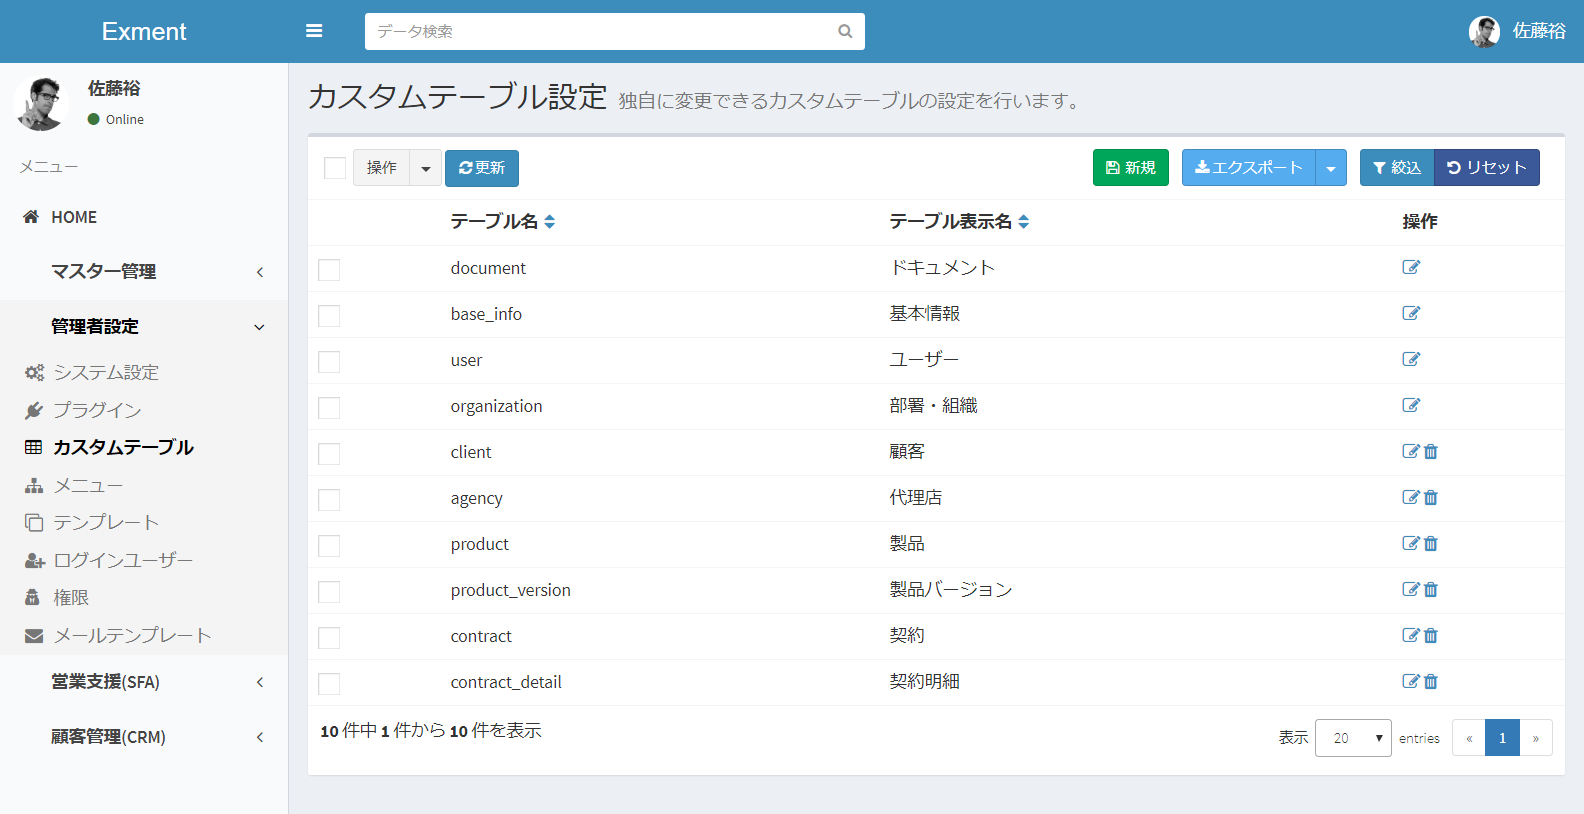 Exment
データ検索
佐藤裕
佐藤裕
Online
メニュー
HOME
マスター管理
管理者設定
システム設定
プラグイン
カスタムテーブル
メニュー
テンプレート
ログインユーザー
権限
メールテンプレート
営業支援(SFA)
顧客管理(CRM)
カスタムテーブル設定 独自に変更できるカスタムテーブルの設定を行います。
操作 更新 新規 エクスポート 絞込 リセット
テーブル名 テーブル表示名 操作
document ドキュメント
base_info 基本情報
user ユーザー
organization 部署・組織
client 顧客
agency 代理店
product 製品
product_version 製品バージョン
contract 契約
contract_detail 契約明細
10 件中 1 件から 10 件を表示
表示 20 entries « 1 »